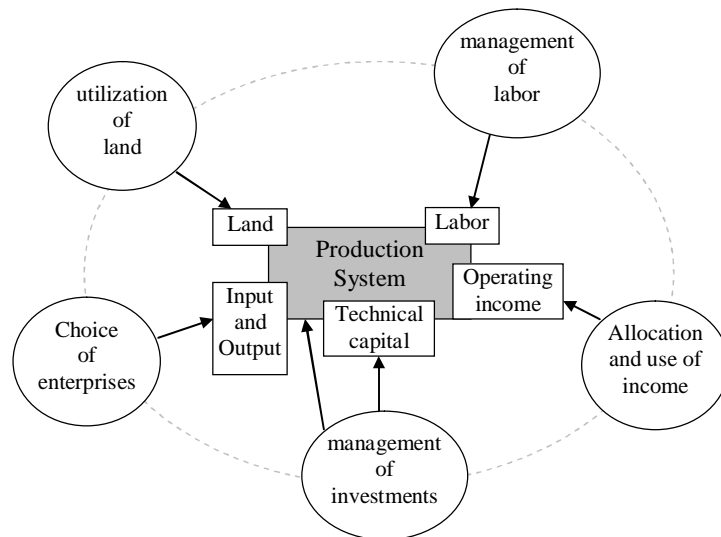 management
of
labor
utilization
of
land
Land
Labor
Production
System
Operating
income
Input
and
Output
Technical
capital
Choice
of
enterprises
Allocation
and use of
income
management
of
investments